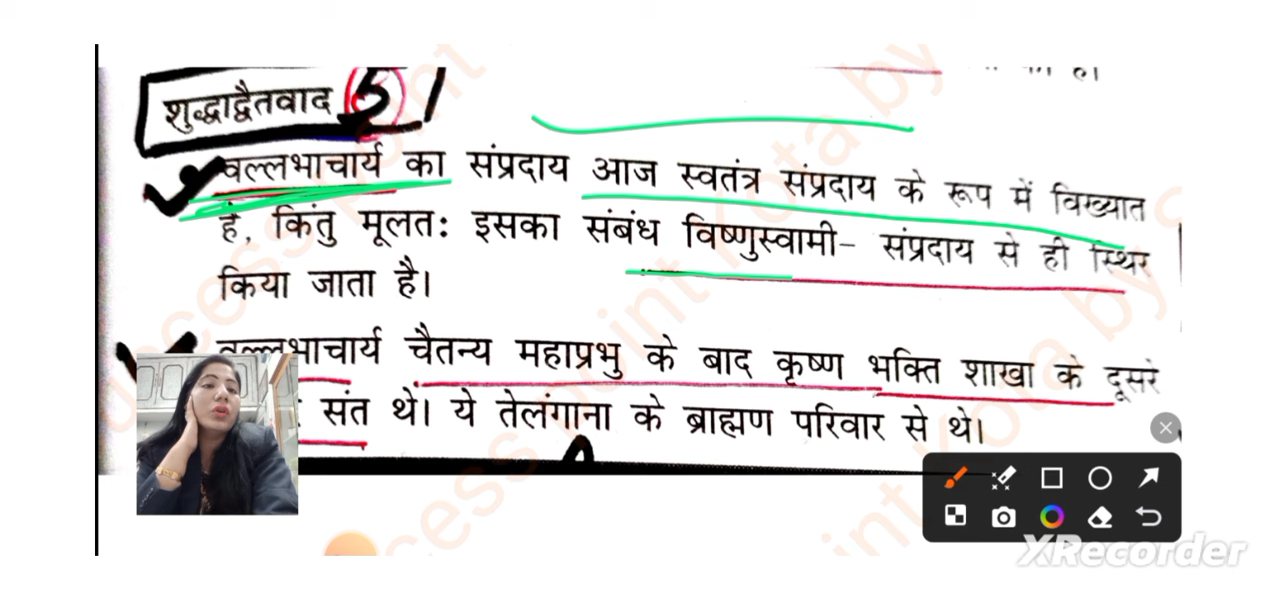 शुद्धाद्वैतवाद 5
वल्लभाचार्य का संप्रदाय आज स्वतंत्र संप्रदाय के रूप में विख्यात
है, किंतु मूलत: इसका संबंध विष्णुस्वामी- संप्रदाय से ही स्थिर
किया जाता है।
वल्लभाचार्य चैतन्य महाप्रभु के बाद कृष्ण भक्ति शाखा के दूसरे
संत थे। ये तेलंगाना के ब्राह्मण परिवार से थे।
XRecorder